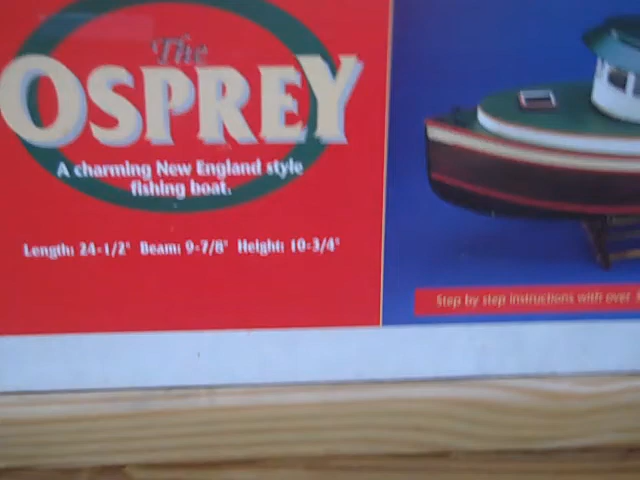 The
OSPREY
A charming New England style
fishing boat.
Length: 24-1/2" Beam: 9-7/8" Height: 10-3/4"
Step by step instructions with over